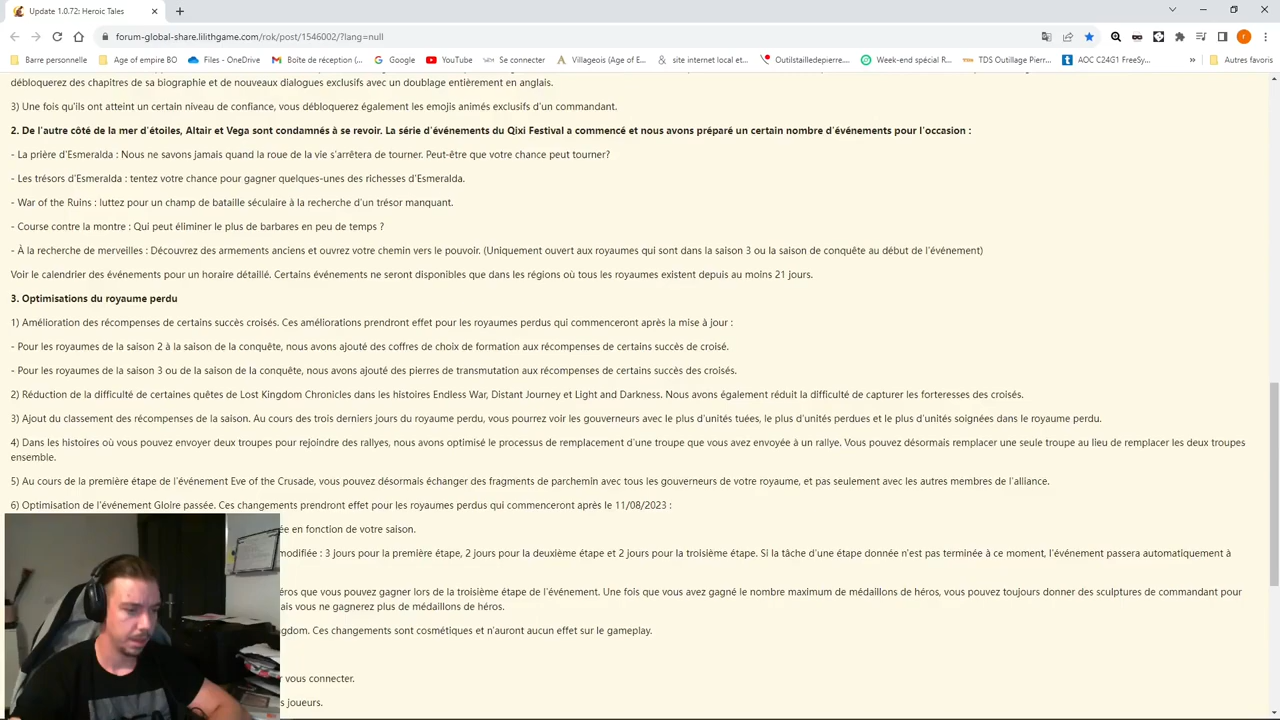 Update 1.0.72: Heroic Tales
forum-global-share.lilithgame.com/rok/post/1546002/?lang=null
Barre personnelle
Age of empire BO
Files - OneDrive
Boîte de réception (...
Google
YouTube
Se connecter
Villageois (Age of E...
site internet local et...
Outilstailledepierre....
Week-end spécial R...
TDS Outillage Pierr...
AOC C24G1 FreeSy...
»
Autres favoris
débloquerez des chapitres de sa biographie et de nouveaux dialogues exclusifs avec un doublage entièrement en anglais.
3) Une fois qu'ils ont atteint un certain niveau de confiance, vous débloquerez également les emojis animés exclusifs d'un commandant.
2. De l'autre côté de la mer d'étoiles, Altair et Vega sont condamnés à se revoir. La série d'événements du Qixi Festival a commencé et nous avons préparé un certain nombre d'événements pour l'occasion :
- La prière d'Esmeralda : Nous ne savons jamais quand la roue de la vie s'arrêtera de tourner. Peut-être que votre chance peut tourner?
- Les trésors d'Esmeralda : tentez votre chance pour gagner quelques-unes des richesses d'Esmeralda.
- War of the Ruins : luttez pour un champ de bataille séculaire à la recherche d'un trésor manquant.
- Course contre la montre : Qui peut éliminer le plus de barbares en peu de temps ?
- À la recherche de merveilles : Découvrez des armements anciens et ouvrez votre chemin vers le pouvoir. (Uniquement ouvert aux royaumes qui sont dans la saison 3 ou la saison de conquête au début de l'événement)
Voir le calendrier des événements pour un horaire détaillé. Certains événements ne seront disponibles que dans les régions où tous les royaumes existent depuis au moins 21 jours.
3. Optimisations du royaume perdu
1) Amélioration des récompenses de certains succès croisés. Ces améliorations prendront effet pour les royaumes perdus qui commenceront après la mise à jour :
- Pour les royaumes de la saison 2 à la saison de la conquête, nous avons ajouté des coffres de choix de formation aux récompenses de certains succès de croisé.
- Pour les royaumes de la saison 3 ou de la saison de la conquête, nous avons ajouté des pierres de transmutation aux récompenses de certains succès des croisés.
2) Réduction de la difficulté de certaines quêtes de Lost Kingdom Chronicles dans les histoires Endless War, Distant Journey et Light and Darkness. Nous avons également réduit la difficulté de capturer les forteresses des croisés.
3) Ajout du classement des récompenses de la saison. Au cours des trois derniers jours du royaume perdu, vous pourrez voir les gouverneurs avec le plus d'unités tuées, le plus d'unités perdues et le plus d'unités soignées dans le royaume perdu.
4) Dans les histoires où vous pouvez envoyer deux troupes pour rejoindre des rallyes, nous avons optimisé le processus de remplacement d'une troupe que vous avez envoyée à un rallye. Vous pouvez désormais remplacer une seule troupe au lieu de remplacer les deux troupes
ensemble.
5) Au cours de la première étape de l'événement Eve of the Crusade, vous pouvez désormais échanger des fragments de parchemin avec tous les gouverneurs de votre royaume, et pas seulement avec les autres membres de l'alliance.
6) Optimisation de l'événement Gloire passée. Ces changements prendront effet pour les royaumes perdus qui commenceront après le 11/08/2023 :
ée en fonction de votre saison.
modifiée : 3 jours pour la première étape, 2 jours pour la deuxième étape et 2 jours pour la troisième étape. Si la tâche d'une étape donnée n'est pas terminée à ce moment, l'événement passera automatiquement à
éros que vous pouvez gagner lors de la troisième étape de l'événement. Une fois que vous avez gagné le nombre maximum de médaillons de héros, vous pouvez toujours donner des sculptures de commandant pour
ais vous ne gagnerez plus de médaillons de héros.
gdom. Ces changements sont cosmétiques et n'auront aucun effet sur le gameplay.
r vous connecter.
s joueurs.